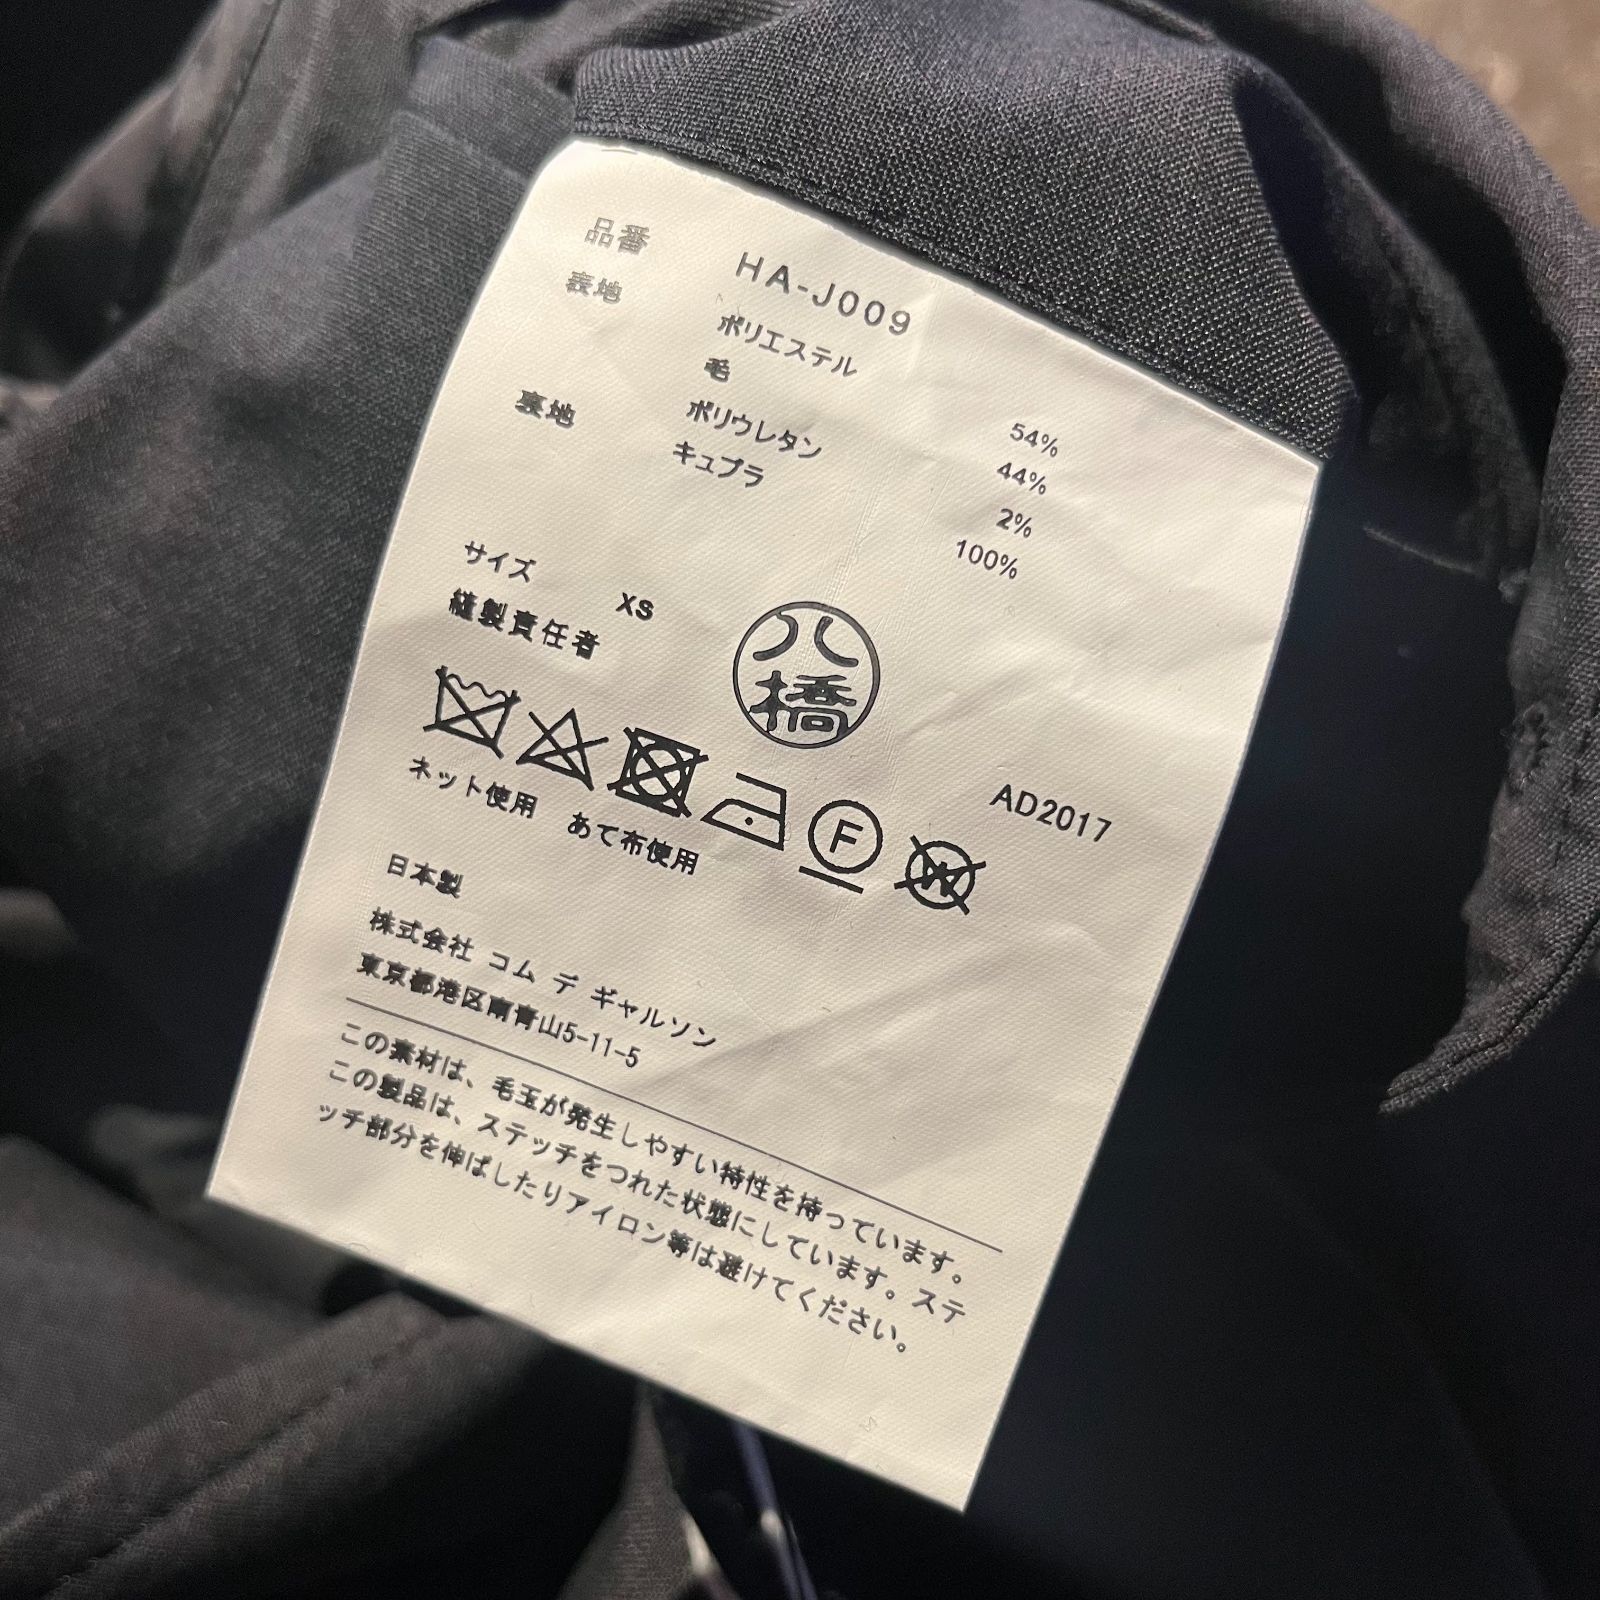 品番 HA-J009
表地 ポリエステル 54%
毛 44%
ポリウレタン 2%
裏地 キュプラ 100%
サイズ XS
縫製責任者 八橋
AD2017
F
W
ネット使用 あて布使用
日本製
株式会社 コム デ ギャルソン
東京都港区南青山5-11-5
この素材は、毛玉が発生しやすい特性を持っています。
この製品は、ステッチをつれた状態にしています。ステ
ッチ部分を伸ばしたりアイロン等は避けてください。